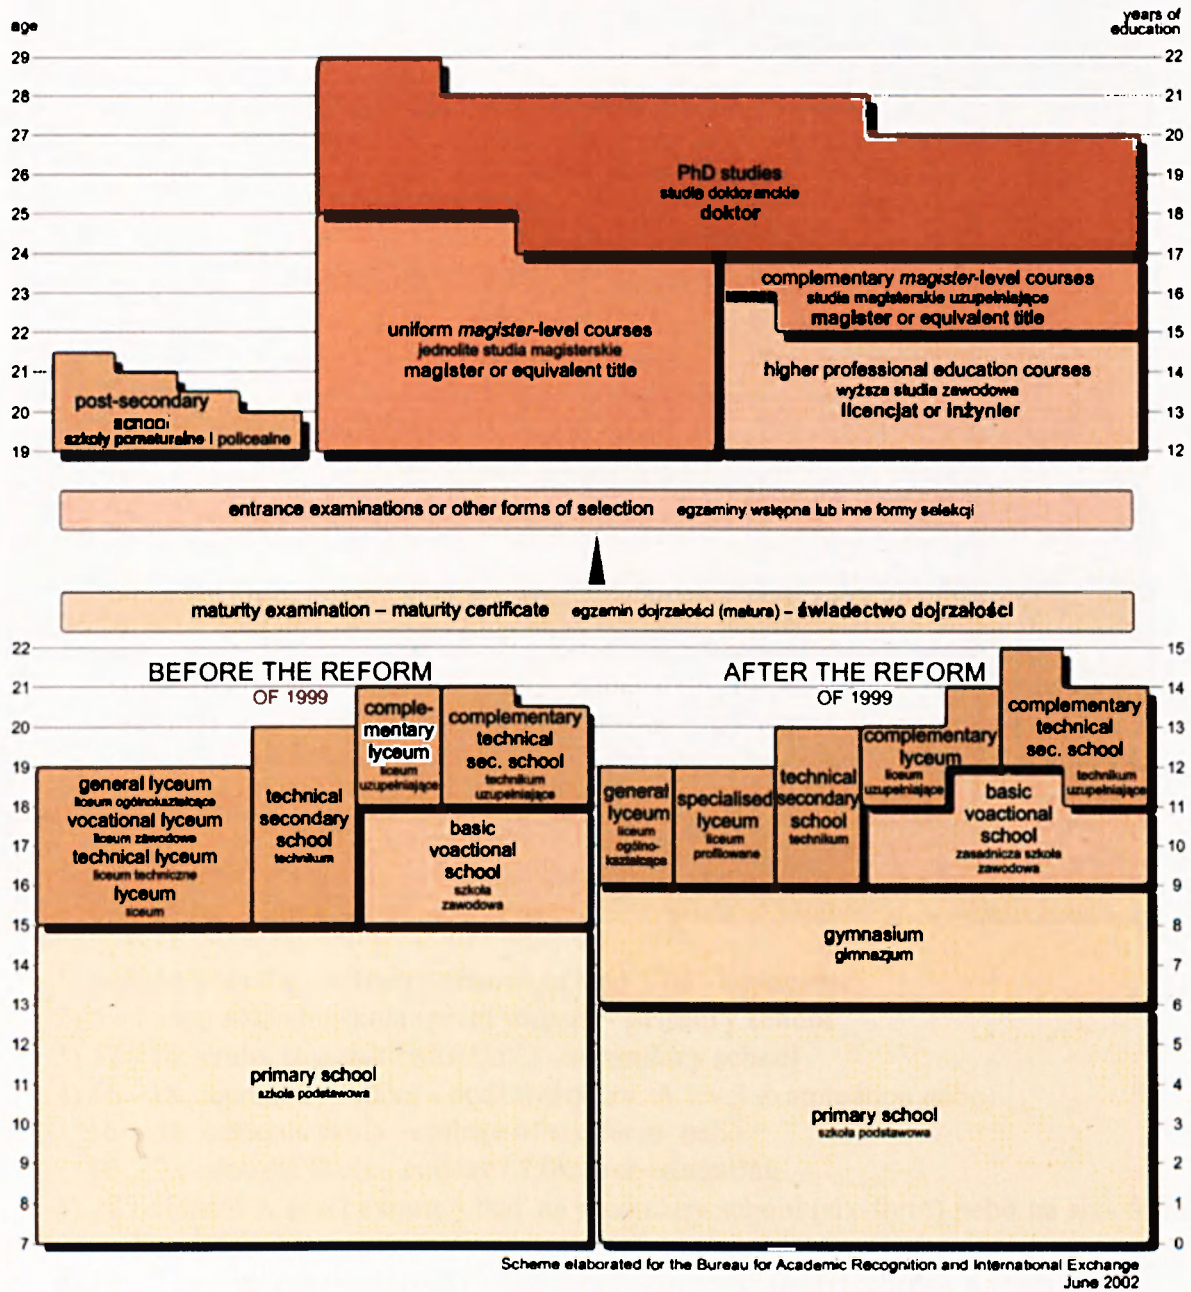 age
years of
education
29
22
28
21
27
20
26
19
25
18
24
17
23
16
22
15
21
14
20
13
19
12
PhD studies
studia doktoranckie
doktor
complementary magister-level courses
studia magisterskie uzupełniające
magister or equivalent title
uniform magister-level courses
jednolite studia magisterskie
magister or equivalent title
higher professional education courses
wyższa studia zawodowa
licencjat or inżynier
post-secondary
school
szkoły pomaturalne i policealne
entrance examinations or other forms of selection egzaminy wstępna lub inne formy selekcji
maturity examination – maturity certificate egzamin dojrzałości (matura) – świadectwo dojrzałości
22
15
21
14
20
13
19
12
18
11
17
10
16
9
15
8
14
7
13
6
12
5
11
4
10
3
9
2
8
1
7
0
BEFORE THE REFORM
OF 1999
comple-
mentary
lyceum
liceum
uzupełniające
complementary
technical
sec. school
technikum
uzupełniające
general lyceum
liceum ogólnokształcące
vocational lyceum
liceum zawodowe
technical lyceum
liceum techniczne
lyceum
liceum
technical
secondary
school
technikum
basic
voactional
school
szkoła
zawodowa
primary school
szkoła podstawowa
AFTER THE REFORM
OF 1999
general
lyceum
liceum
ogólno-
kształcące
specialised
lyceum
liceum
profilowane
technical
secondary
school
technikum
complementary
lyceum
liceum
uzupełniające
complementary
technical
sec. school
technikum
uzupełniające
basic
voactional
school
zasadnicza szkoła
zawodowa
gymnasium
gimnazjum
primary school
szkoła podstawowa
Scheme elaborated for the Bureau for Academic Recognition and International Exchange
June 2002